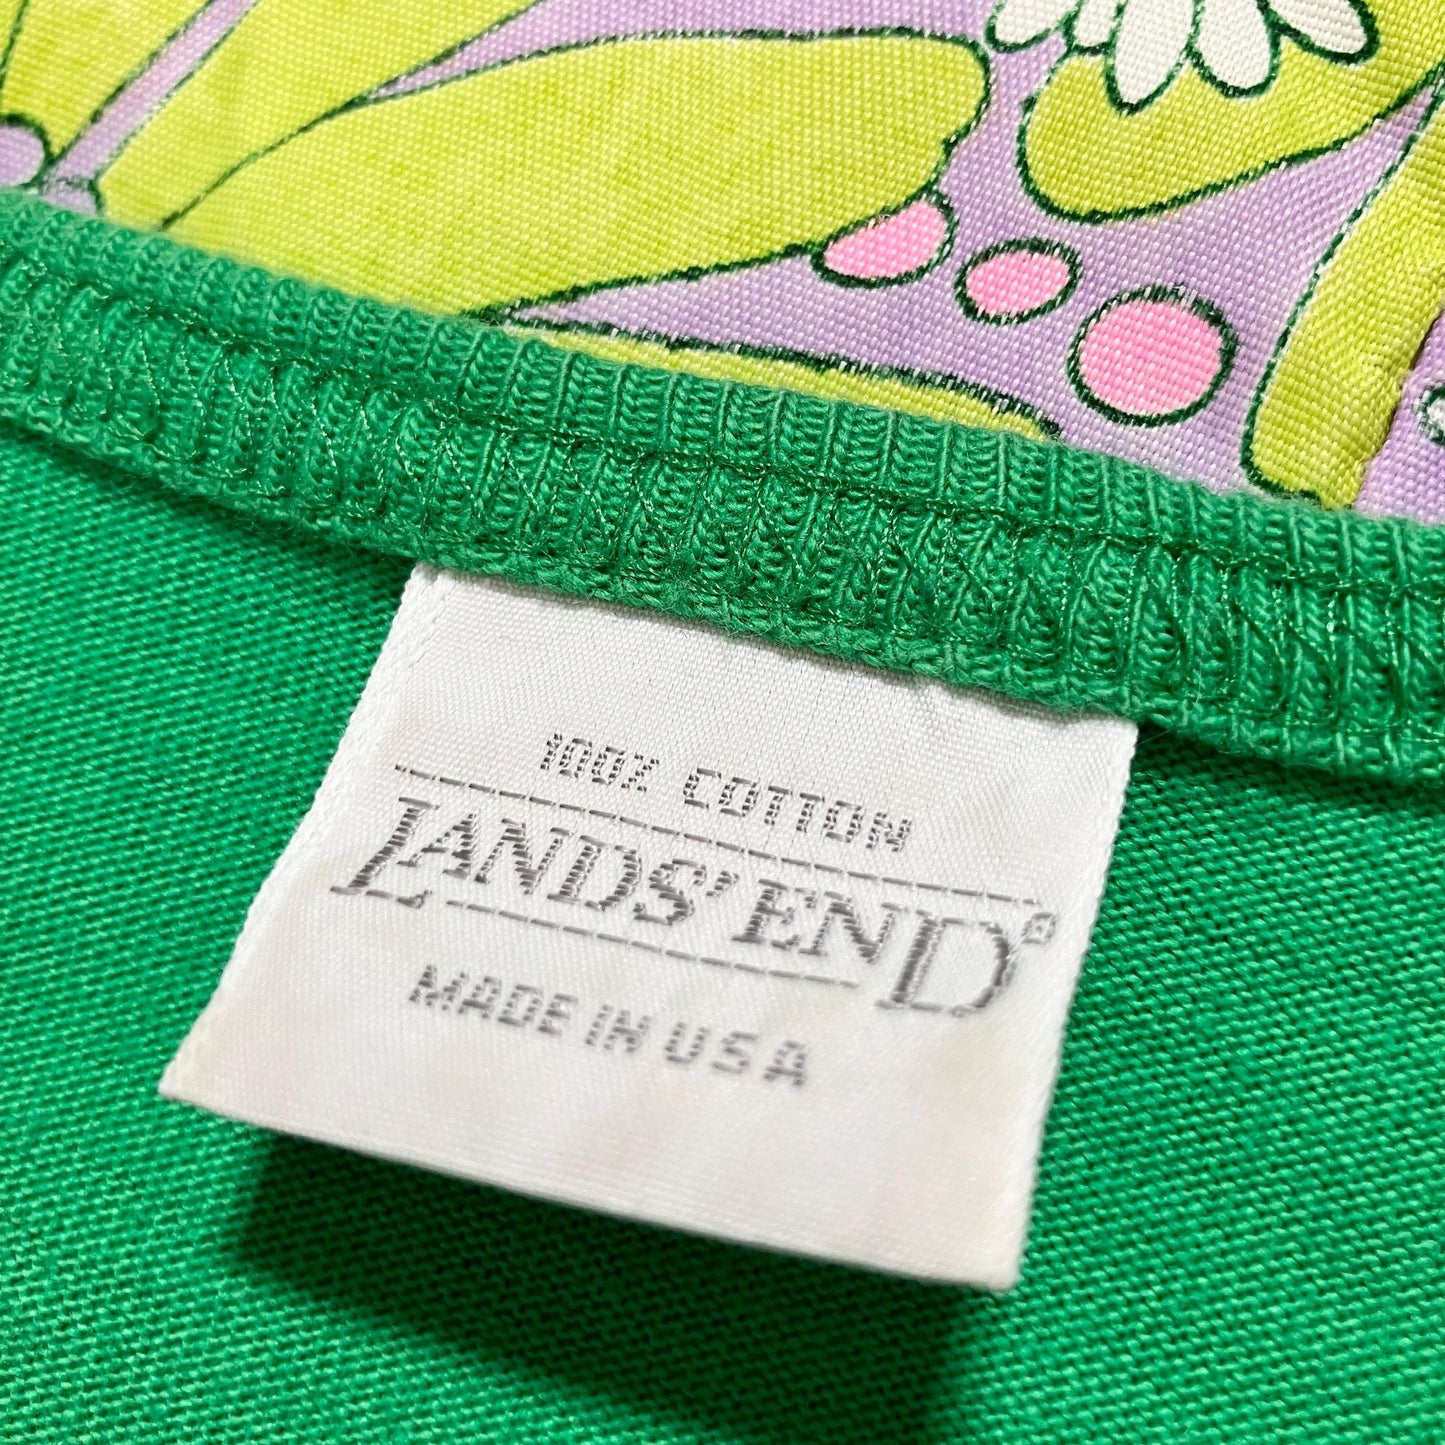 100% COTTON
LANDS' END®
MADE IN USA